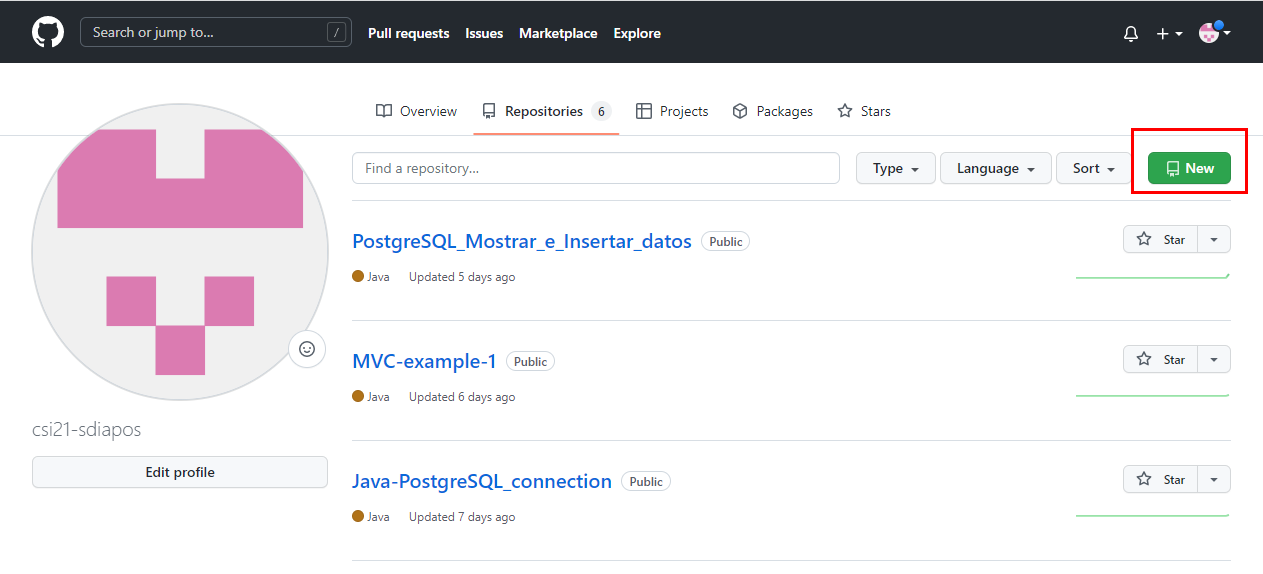 Search or jump to... / Pull requests Issues Marketplace Explore
Overview Repositories 6 Projects Packages Stars
Find a repository... Type Language Sort New
PostgreSQL_Mostrar_e_Insertar_datos Public Star
Java Updated 5 days ago
MVC-example-1 Public Star
Java Updated 6 days ago
csi21-sdiapos
Edit profile
Java-PostgreSQL_connection Public Star
Java Updated 7 days ago